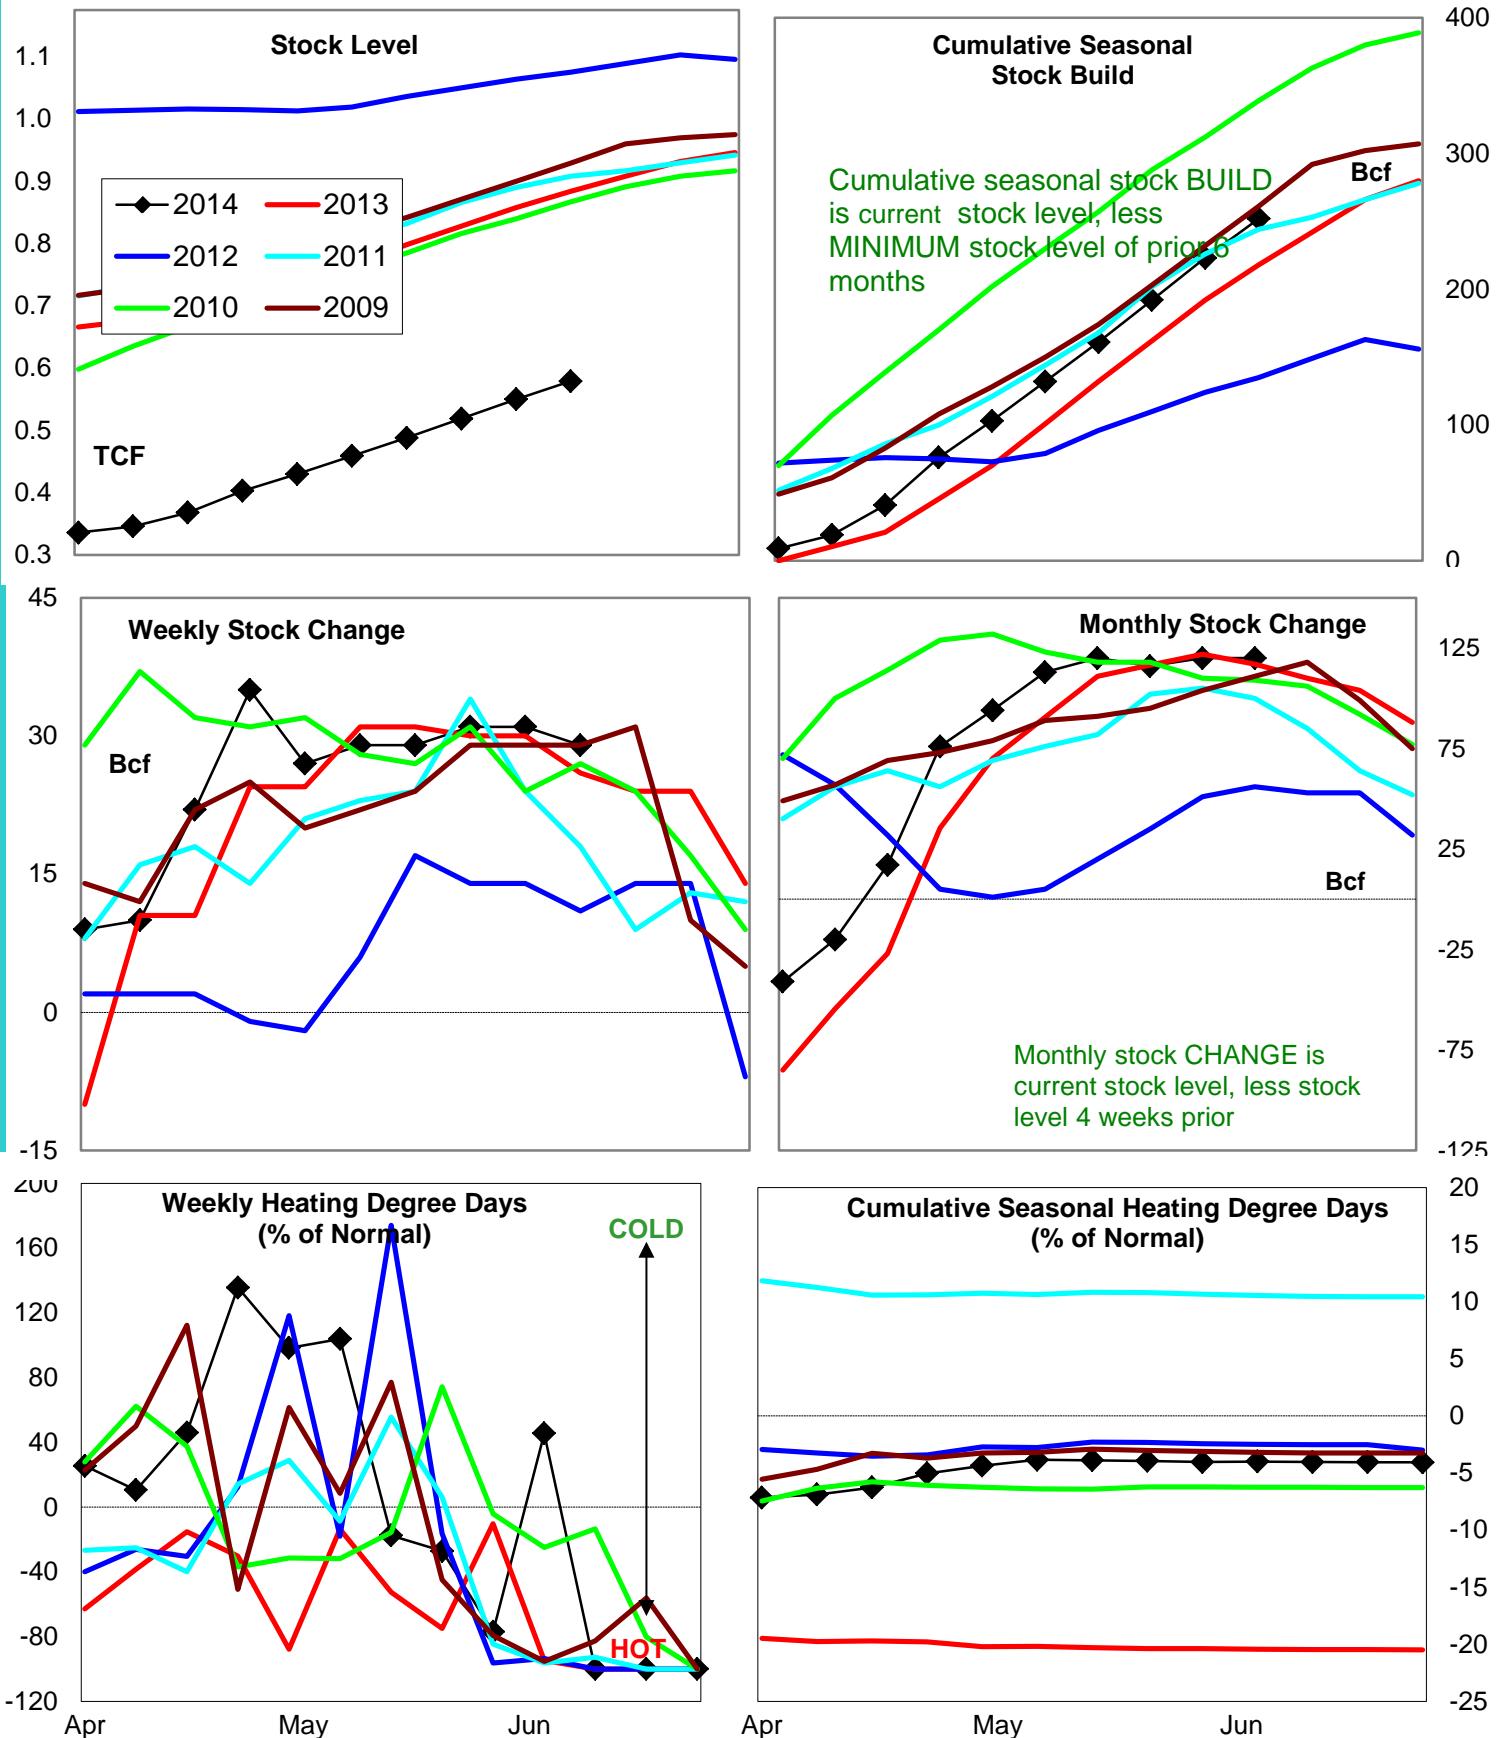 Stock Level
1.1
1.0
0.9
0.8
0.7
0.6
0.5
0.4
0.3
2014 2013
2012 2011
2010 2009
TCF
Cumulative Seasonal
Stock Build
400
300
200
100
0
Bcf
Cumulative seasonal stock BUILD
is current stock level, less
MINIMUM stock level of prior 6
months
Weekly Stock Change
45
30
15
0
-15
Bcf
Monthly Stock Change
125
75
25
-25
-75
-125
Bcf
Monthly stock CHANGE is
current stock level, less stock
level 4 weeks prior
Weekly Heating Degree Days
(% of Normal)
200
160
120
80
40
0
-40
-80
-120
COLD
HOT
Apr May Jun
Cumulative Seasonal Heating Degree Days
(% of Normal)
20
15
10
5
0
-5
-10
-15
-20
-25
Apr May Jun